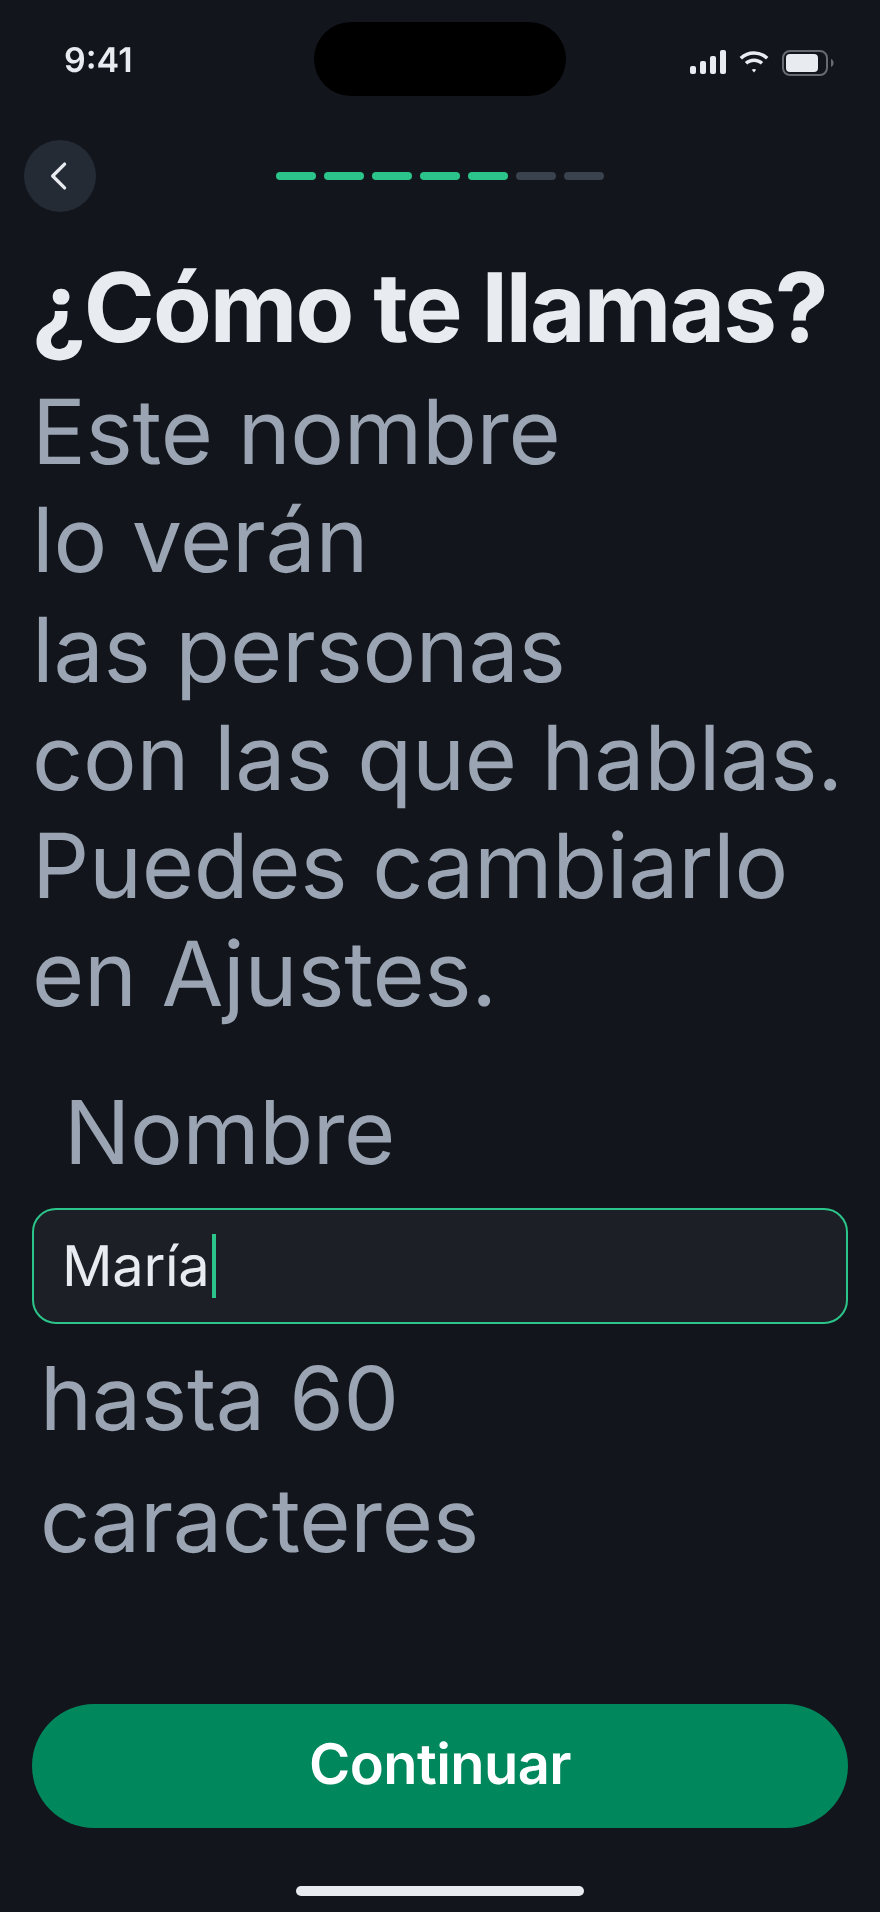 9:41
¿Cómo te llamas?
Este nombre
lo verán
las personas
con las que hablas.
Puedes cambiarlo
en Ajustes.
Nombre
María
hasta 60
caracteres
Continuar